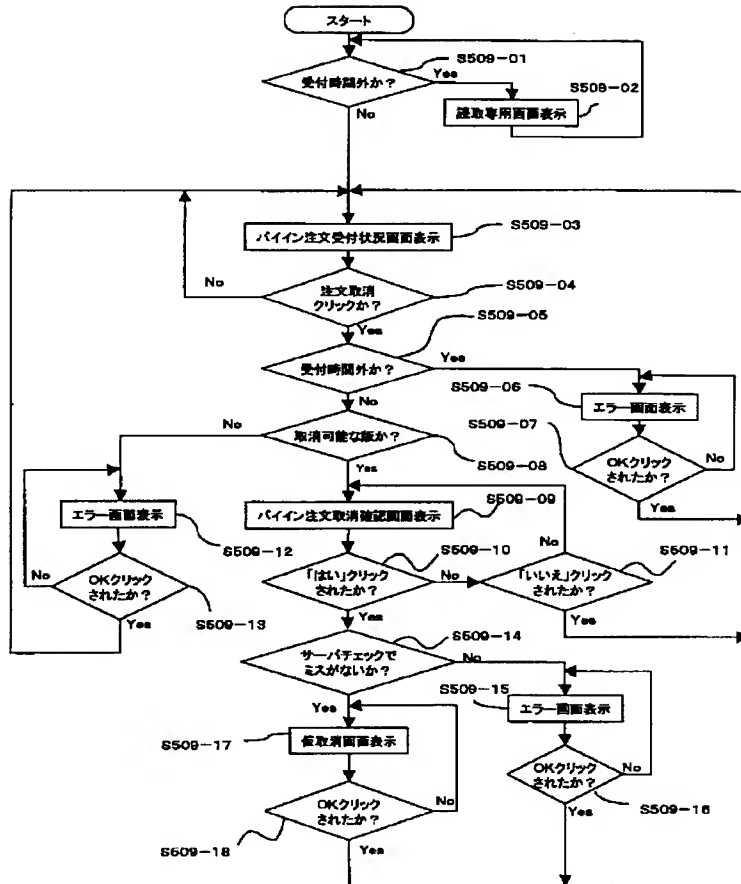 スタート
S509-01
受付時間外か?
Yes
S509-02
No
読取専用画面表示
バイイン注文受付状況画面表示
S509-03
No
注文取消
クリックか?
S509-04
Yes
S509-05
受付時間外か?
Yes
No
S509-06
エラー画面表示
No
取消可能な版か?
S509-07
OKクリック
されたか?
No
S509-08
Yes
Yes
S509-09
エラー画面表示
バイイン注文取消確認画面表示
S509-12
S509-10
No
S509-11
No
OKクリック
されたか?
「はい」クリック
されたか?
No
「いいえ」クリック
されたか?
S509-13
Yes
Yes
Yes
S509-14
サーバチェックで
ミスがないか?
No
S509-15
エラー画面表示
Yes
S509-17
仮取消画面表示
OKクリック
されたか?
No
OKクリック
されたか?
No
S509-16
S509-18
Yes
Yes